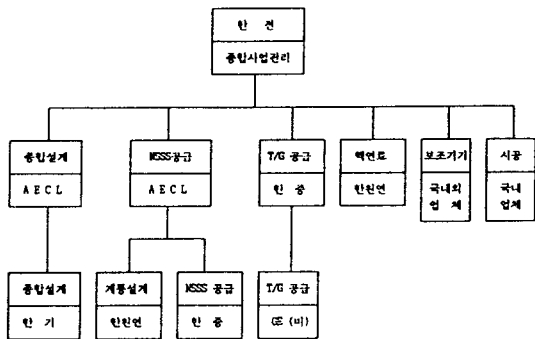 한 전
종합사업관리
종합설계
AECL
NSSS공급
AECL
T/G 공급
한 중
핵연료
한원연
보조기기
국내외
업 체
시공
국내
업체
종합설계
한 기
계통설계
한원연
NSSS 공급
한 중
T/G 공급
(미)